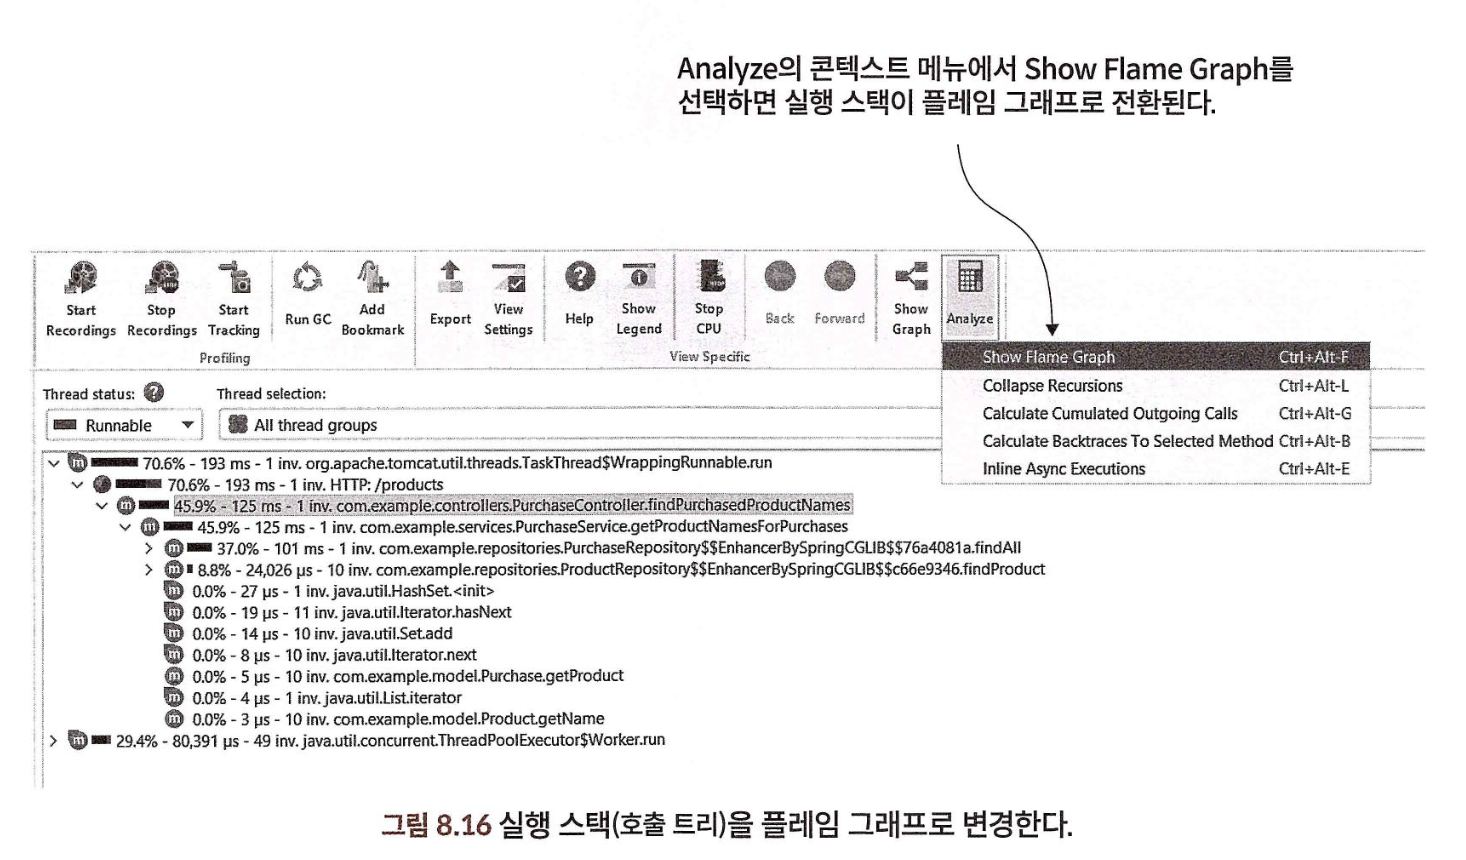 Analyze의 콘텍스트 메뉴에서 Show Flame Graph를
선택하면 실행 스택이 플레임 그래프로 전환된다.
Start Recordings
Stop Recordings
Start Tracking
Run GC
Add Bookmark
Export
View Settings
Help
Show Legend
Stop CPU
Back
Forward
Show Graph
Analyze
Profiling
View Specific
Show Flame Graph Ctrl+Alt-F
Collapse Recursions Ctrl+Alt-L
Calculate Cumulated Outgoing Calls Ctrl+Alt-G
Calculate Backtraces To Selected Method Ctrl+Alt-B
Inline Async Executions Ctrl+Alt-E
Thread status: ? Thread selection:
Runnable All thread groups
70.6% - 193 ms - 1 inv. org.apache.tomcat.util.threads.TaskThread$WrappingRunnable.run
70.6% - 193 ms - 1 inv. HTTP: /products
45.9% - 125 ms - 1 inv. com.example.controllers.PurchaseController.findPurchasedProductNames
45.9% - 125 ms - 1 inv. com.example.services.PurchaseService.getProductNamesForPurchases
37.0% - 101 ms - 1 inv. com.example.repositories.PurchaseRepository$$EnhancerBySpringCGLIB$$76a4081a.findAll
8.8% - 24,026 µs - 10 inv. com.example.repositories.ProductRepository$$EnhancerBySpringCGLIB$$c66e9346.findProduct
0.0% - 27 µs - 1 inv. java.util.HashSet.<init>
0.0% - 19 µs - 11 inv. java.util.Iterator.hasNext
0.0% - 14 µs - 10 inv. java.util.Set.add
0.0% - 8 µs - 10 inv. java.util.Iterator.next
0.0% - 5 µs - 10 inv. com.example.model.Purchase.getProduct
0.0% - 4 µs - 1 inv. java.util.List.iterator
0.0% - 3 µs - 10 inv. com.example.model.Product.getName
29.4% - 80,391 µs - 49 inv. java.util.concurrent.ThreadPoolExecutor$Worker.run
그림 8.16 실행 스택(호출 트리)을 플레임 그래프로 변경한다.